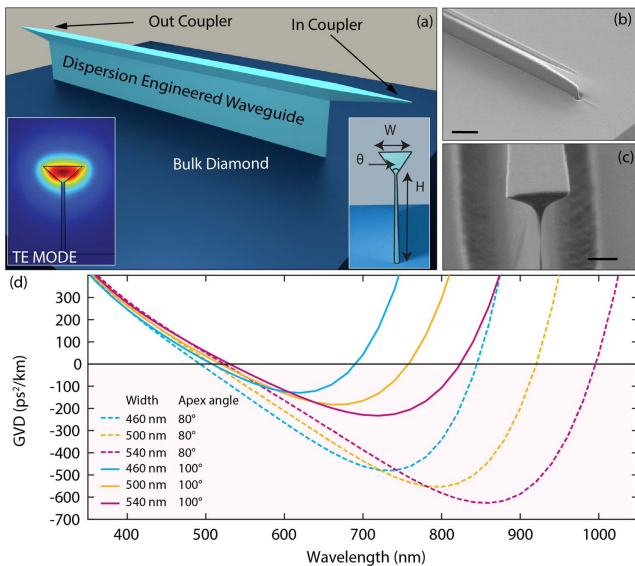 Out Coupler
In Coupler
(a)
Dispersion Engineered Waveguide
Bulk Diamond
TE MODE
W
θ
H
(b)
(c)
(d)
300
200
100
0
-100
-200
-300
-400
-500
-600
-700
GVD (ps²/km)
Width Apex angle
460 nm 80°
500 nm 80°
540 nm 80°
460 nm 100°
500 nm 100°
540 nm 100°
400 500 600 700 800 900 1000
Wavelength (nm)